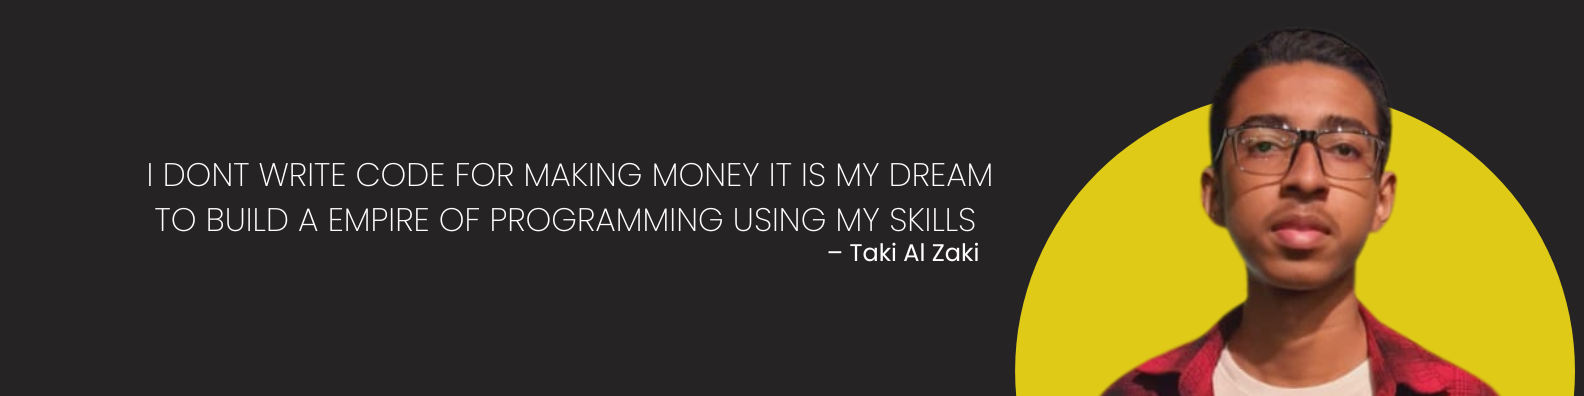 I DONT WRITE CODE FOR MAKING MONEY IT IS MY DREAM
TO BUILD A EMPIRE OF PROGRAMMING USING MY SKILLS
– Taki Al Zaki